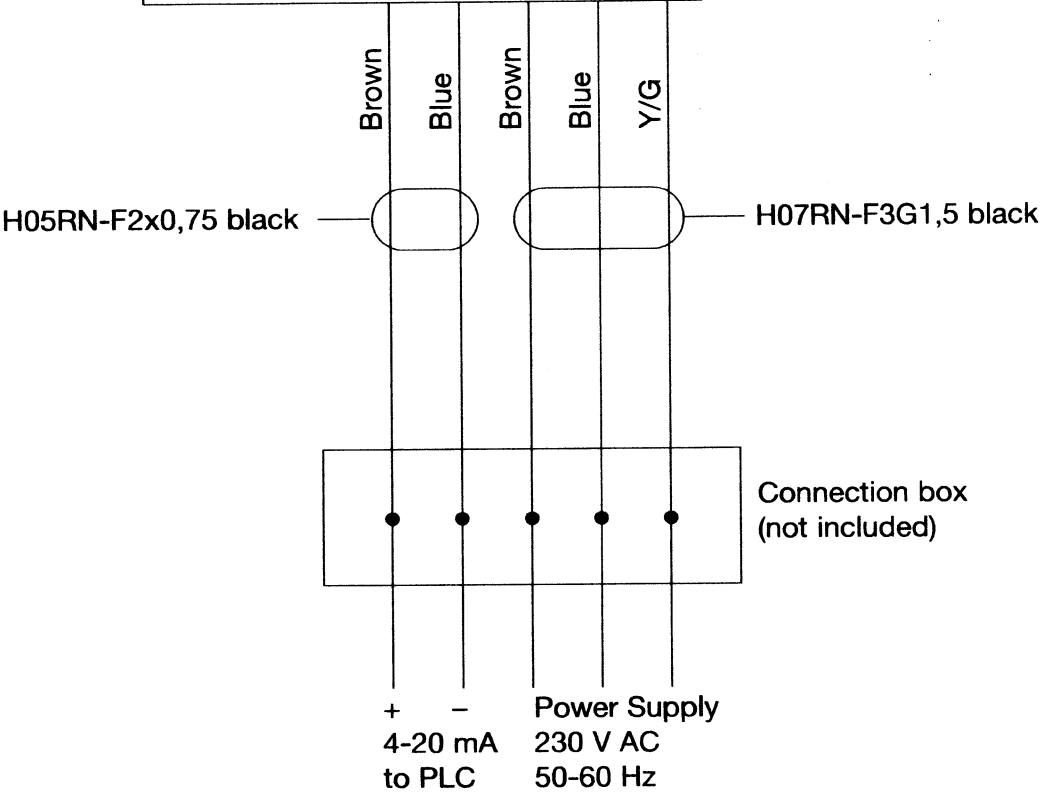 Brown
Blue
Brown
Blue
Y/G
H05RN-F2x0,75 black
H07RN-F3G1,5 black
Connection box
(not included)
+
–
4-20 mA
to PLC
Power Supply
230 V AC
50-60 Hz